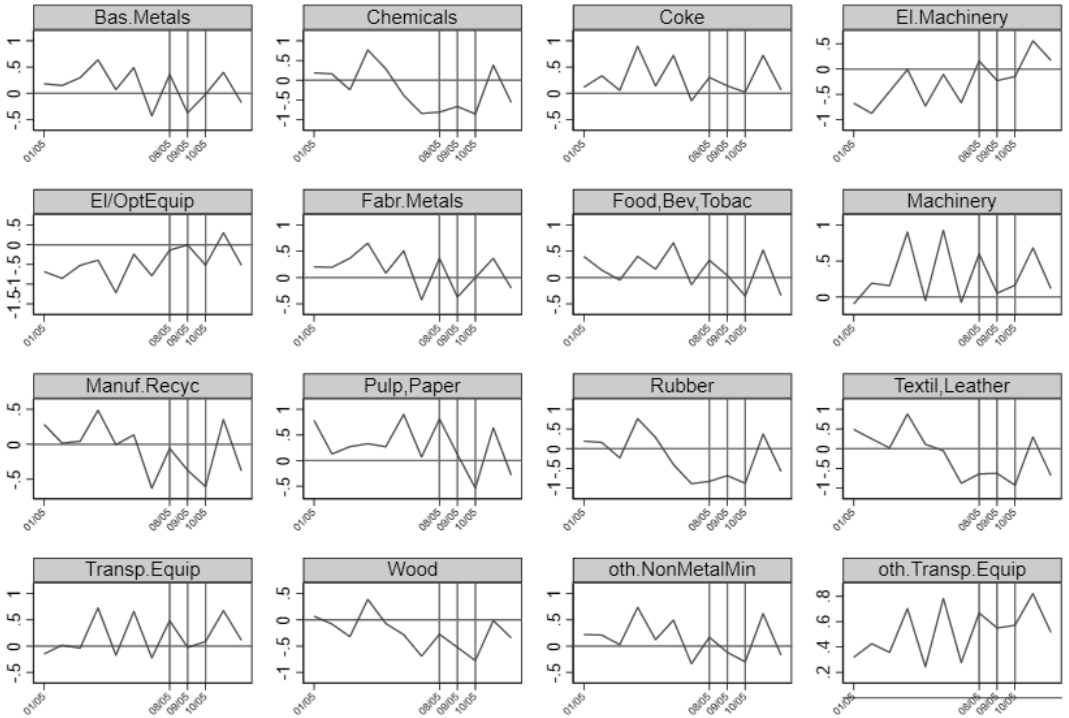 Bas.Metals
-.5 0 .5 1
01/05 08/05 09/05 10/05
Chemicals
-1 -.5 0 .5 1
01/05 08/05 09/05 10/05
Coke
-.5 0 .5 1
01/05 08/05 09/05 10/05
El.Machinery
-1 -.5 0 .5
01/05 08/05 09/05 10/05
El/OptEquip
-1.5 -1 -.5 0 .5
01/05 08/05 09/05 10/05
Fabr.Metals
-.5 0 .5 1
01/05 08/05 09/05 10/05
Food,Bev,Tobac
-.5 0 .5 1
01/05 08/05 09/05 10/05
Machinery
0 .5 1
01/05 08/05 09/05 10/05
Manuf.Recyc
-.5 0 .5
01/05 08/05 09/05 10/05
Pulp,Paper
-.5 0 .5 1
01/05 08/05 09/05 10/05
Rubber
-1 -.5 0 .5 1
01/05 08/05 09/05 10/05
Textil,Leather
-1 -.5 0 .5 1
01/05 08/05 09/05 10/05
Transp.Equip
-.5 0 .5 1
01/05 08/05 09/05 10/05
Wood
-1 -.5 0 .5
01/05 08/05 09/05 10/05
oth.NonMetalMin
-.5 0 .5 1
01/05 08/05 09/05 10/05
oth.Transp.Equip
.2 .4 .6 .8
01/05 08/05 09/05 10/05